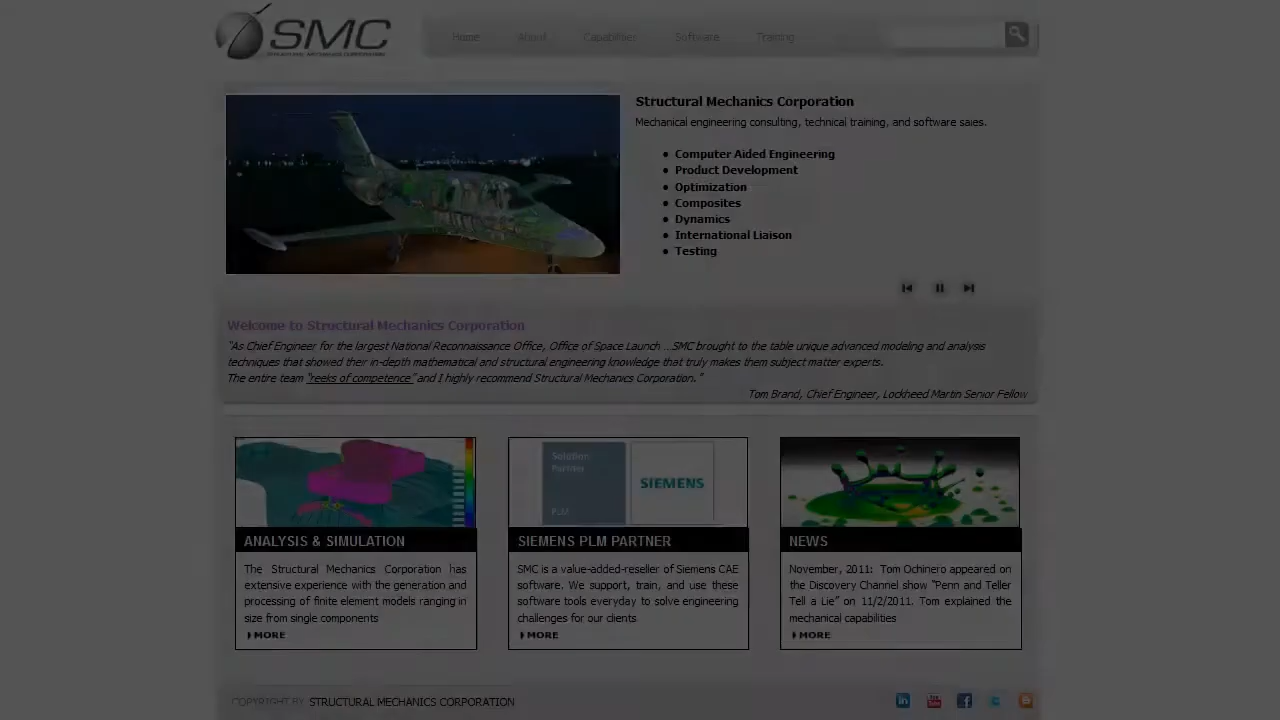 SMC
STRUCTURAL MECHANICS CORPORATION
Home About Capabilities Software Training
Structural Mechanics Corporation
Mechanical engineering consulting, technical training, and software sales.
• Computer Aided Engineering
• Product Development
• Optimization
• Composites
• Dynamics
• International Liaison
• Testing
Welcome to Structural Mechanics Corporation
"As Chief Engineer for the largest National Reconnaissance Office, Office of Space Launch ...SMC brought to the table unique advanced modeling and analysis
techniques that showed their in-depth mathematical and structural engineering knowledge that truly makes them subject matter experts.
The entire team "reeks of competence" and I highly recommend Structural Mechanics Corporation."
Tom Brand, Chief Engineer, Lockheed Martin Senior Fellow
ANALYSIS & SIMULATION
The Structural Mechanics Corporation has
extensive experience with the generation and
processing of finite element models ranging in
size from single components
MORE
Solution
Partner
PLM
SIEMENS
SIEMENS PLM PARTNER
SMC is a value-added-reseller of Siemens CAE
software. We support, train, and use these
software tools everyday to solve engineering
challenges for our clients
MORE
NEWS
November, 2011: Tom Ochinero appeared on
the Discovery Channel show "Penn and Teller
Tell a Lie" on 11/2/2011. Tom explained the
mechanical capabilities
MORE
COPYRIGHT BY STRUCTURAL MECHANICS CORPORATION